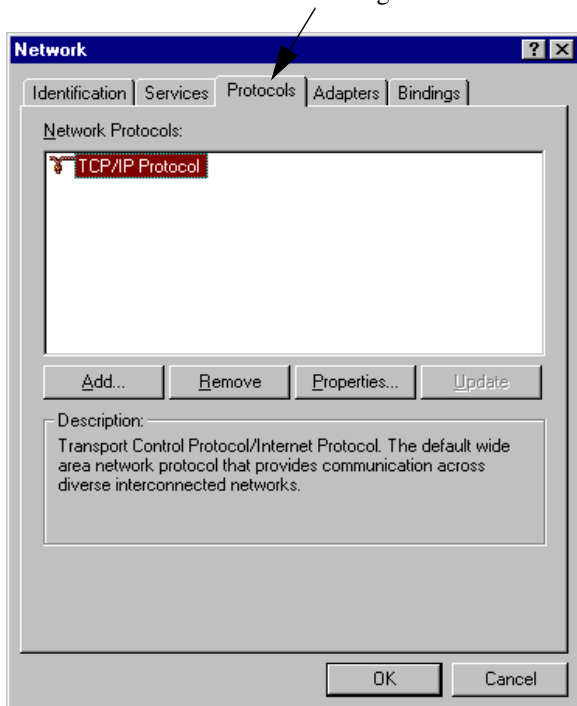 Network
Identification Services Protocols Adapters Bindings
Network Protocols:
TCP/IP Protocol
Add... Remove Properties... Update
Description:
Transport Control Protocol/Internet Protocol. The default wide
area network protocol that provides communication across
diverse interconnected networks.
OK Cancel